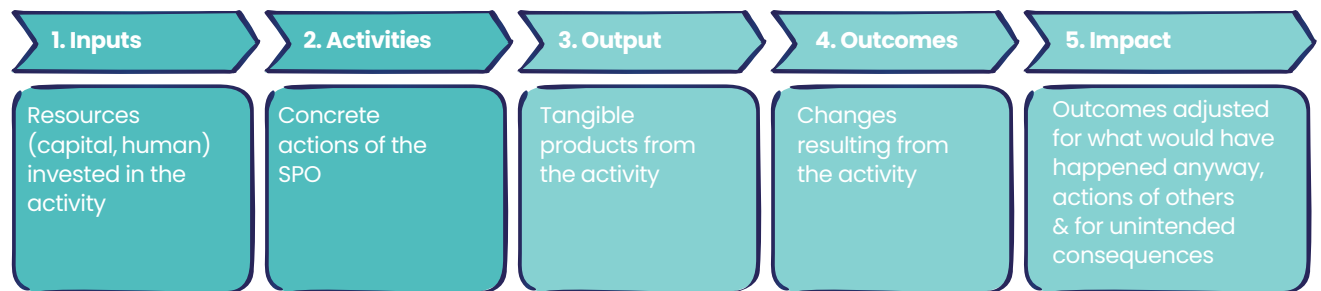 1. Inputs
2. Activities
3. Output
4. Outcomes
5. Impact
Resources
(capital, human)
invested in the
activity
Concrete
actions of the
SPO
Tangible
products from
the activity
Changes
resulting from
the activity
Outcomes adjusted
for what would have
happened anyway,
actions of others
& for unintended
consequences